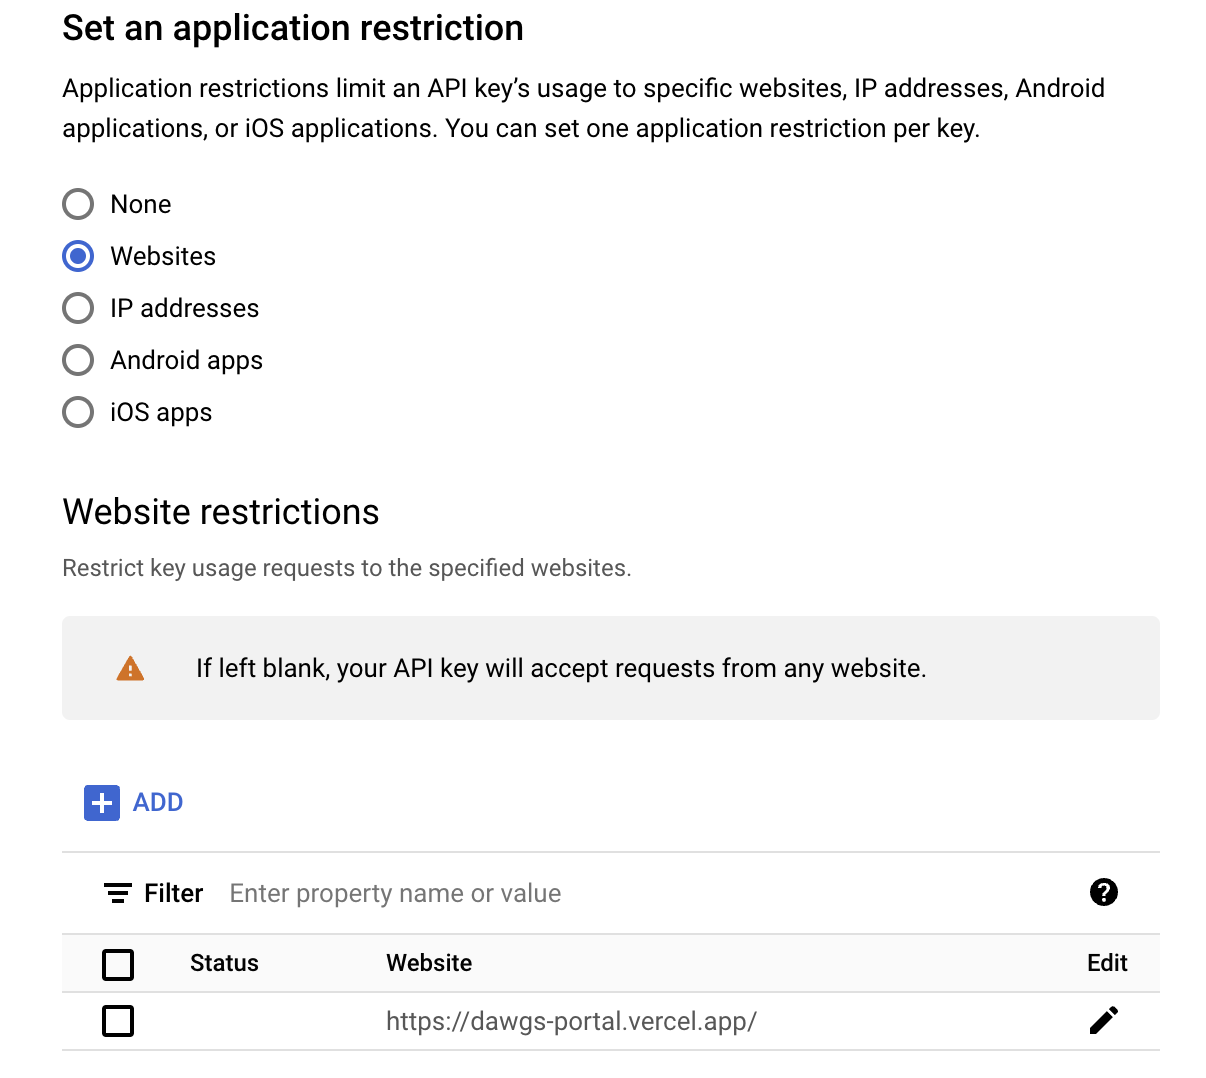 Set an application restriction
Application restrictions limit an API key’s usage to specific websites, IP addresses, Android
applications, or iOS applications. You can set one application restriction per key.
None
Websites
IP addresses
Android apps
iOS apps
Website restrictions
Restrict key usage requests to the specified websites.
If left blank, your API key will accept requests from any website.
ADD
Filter Enter property name or value
Status Website Edit
https://dawgs-portal.vercel.app/